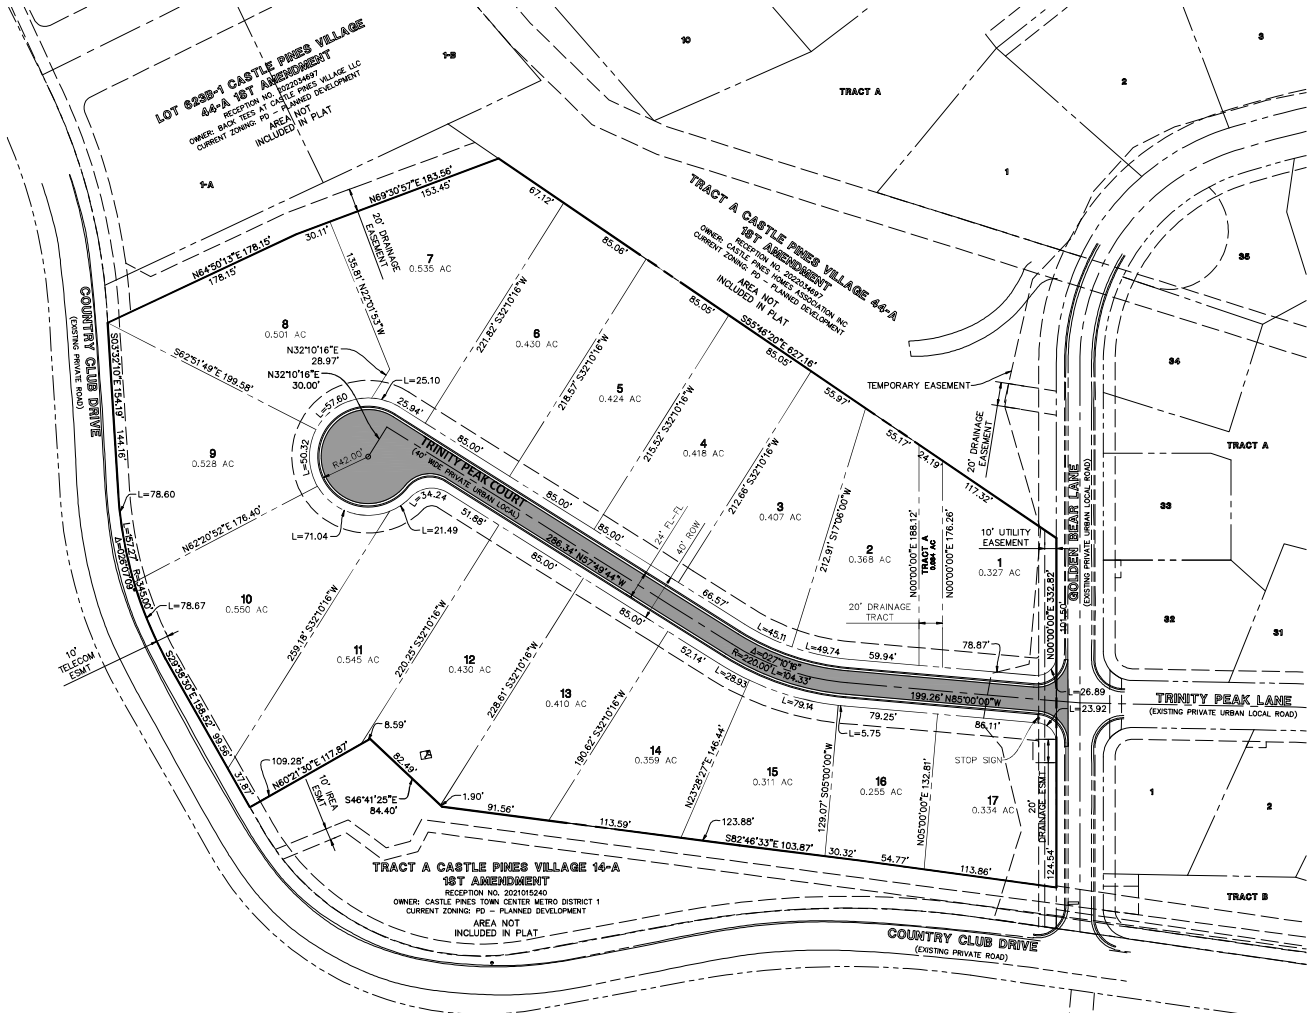 LOT 623B-1 CASTLE PINES VILLAGE
44-A 1ST AMENDMENT
RECEPTION NO. 2022034697
OWNER: BACK TEES AT CASTLE PINES VILLAGE LLC
CURRENT ZONING: PD - PLANNED DEVELOPMENT
AREA NOT
INCLUDED IN PLAT
1-B
1-A
10
TRACT A
2
3
1
35
34
TRACT A
33
32
31
TRACT A CASTLE PINES VILLAGE 44-A
1ST AMENDMENT
RECEPTION NO. 2022034697
OWNER: CASTLE PINES HOMES ASSOCIATION INC
CURRENT ZONING: PD - PLANNED DEVELOPMENT
AREA NOT
INCLUDED IN PLAT
N69°30'57"E 183.56'
153.45'
30.11'
N64°50'13"E 178.15'
178.15'
20' DRAINAGE
EASEMENT
67.12'
85.06'
85.05'
S55°46'20"E 627.16'
85.05'
55.97'
55.17'
24.19'
117.32'
7
0.535 AC
8
0.501 AC
6
0.430 AC
5
0.424 AC
4
0.418 AC
3
0.407 AC
2
0.368 AC
1
0.327 AC
9
0.528 AC
10
0.550 AC
11
0.545 AC
12
0.430 AC
13
0.410 AC
14
0.359 AC
15
0.311 AC
16
0.255 AC
17
0.334 AC
135.81' N22°01'53"W
221.82' S32°10'16"W
218.57' S32°10'16"W
215.52' S32°10'16"W
212.66' S32°10'16"W
212.91' S17°06'00"W
N00°00'00"E 188.12'
TRACT A
0.084 AC
N00°00'00"E 176.26'
N32°10'16"E
28.97'
N32°10'16"E
30.00'
L=25.10
25.94'
L=57.60
L=50.32
R42.00'
L=71.04
L=34.24
L=21.49
51.88'
TRINITY PEAK COURT
(40' WIDE PRIVATE URBAN LOCAL)
286.34' N57°49'44"W
85.00'
85.00'
85.00'
85.00'
85.00'
24' FL-FL
40' ROW
66.57'
L=45.11
L=49.74
59.94'
78.87'
Δ=027°10'16"
R=220.00' L=104.33'
199.26' N85°00'00"W
52.14'
L=28.93
L=79.14
79.25'
L=5.75
86.11'
STOP SIGN
L=26.89
L=23.92
20' DRAINAGE
TRACT
10' UTILITY
EASEMENT
TEMPORARY EASEMENT
20' DRAINAGE
EASEMENT
GOLDEN BEAR LANE
(EXISTING PRIVATE URBAN LOCAL ROAD)
N00°00'00"E 332.82'
101.50'
TRINITY PEAK LANE
(EXISTING PRIVATE URBAN LOCAL ROAD)
COUNTRY CLUB DRIVE
(EXISTING PRIVATE ROAD)
S03°32'10"E 154.19'
144.16'
S62°51'49"E 199.58'
N62°20'52"E 176.40'
L=78.60
L=157.27' R=345.00'
Δ=026°07'09"
L=78.67
10'
TELECOM
ESMT
S29°38'30"E 158.52'
99.56'
37.87'
259.18' S32°10'16"W
220.25' S32°10'16"W
228.61' S32°10'16"W
190.62' S32°10'16"W
N23°28'27"E 146.44'
129.07' S05°00'00"W
N05°00'00"E 132.81'
20'
DRAINAGE ESMT
124.54'
109.28'
N60°21'30"E 117.87'
8.59'
82.49'
10' IREA
ESMT
S46°41'25"E
84.40'
1.90'
91.56'
113.59'
123.88'
S82°46'33"E 103.87'
30.32'
54.77'
113.86'
TRACT A CASTLE PINES VILLAGE 14-A
1ST AMENDMENT
RECEPTION NO. 2021015240
OWNER: CASTLE PINES TOWN CENTER METRO DISTRICT 1
CURRENT ZONING: PD - PLANNED DEVELOPMENT
AREA NOT
INCLUDED IN PLAT
COUNTRY CLUB DRIVE
(EXISTING PRIVATE ROAD)
1
2
TRACT B